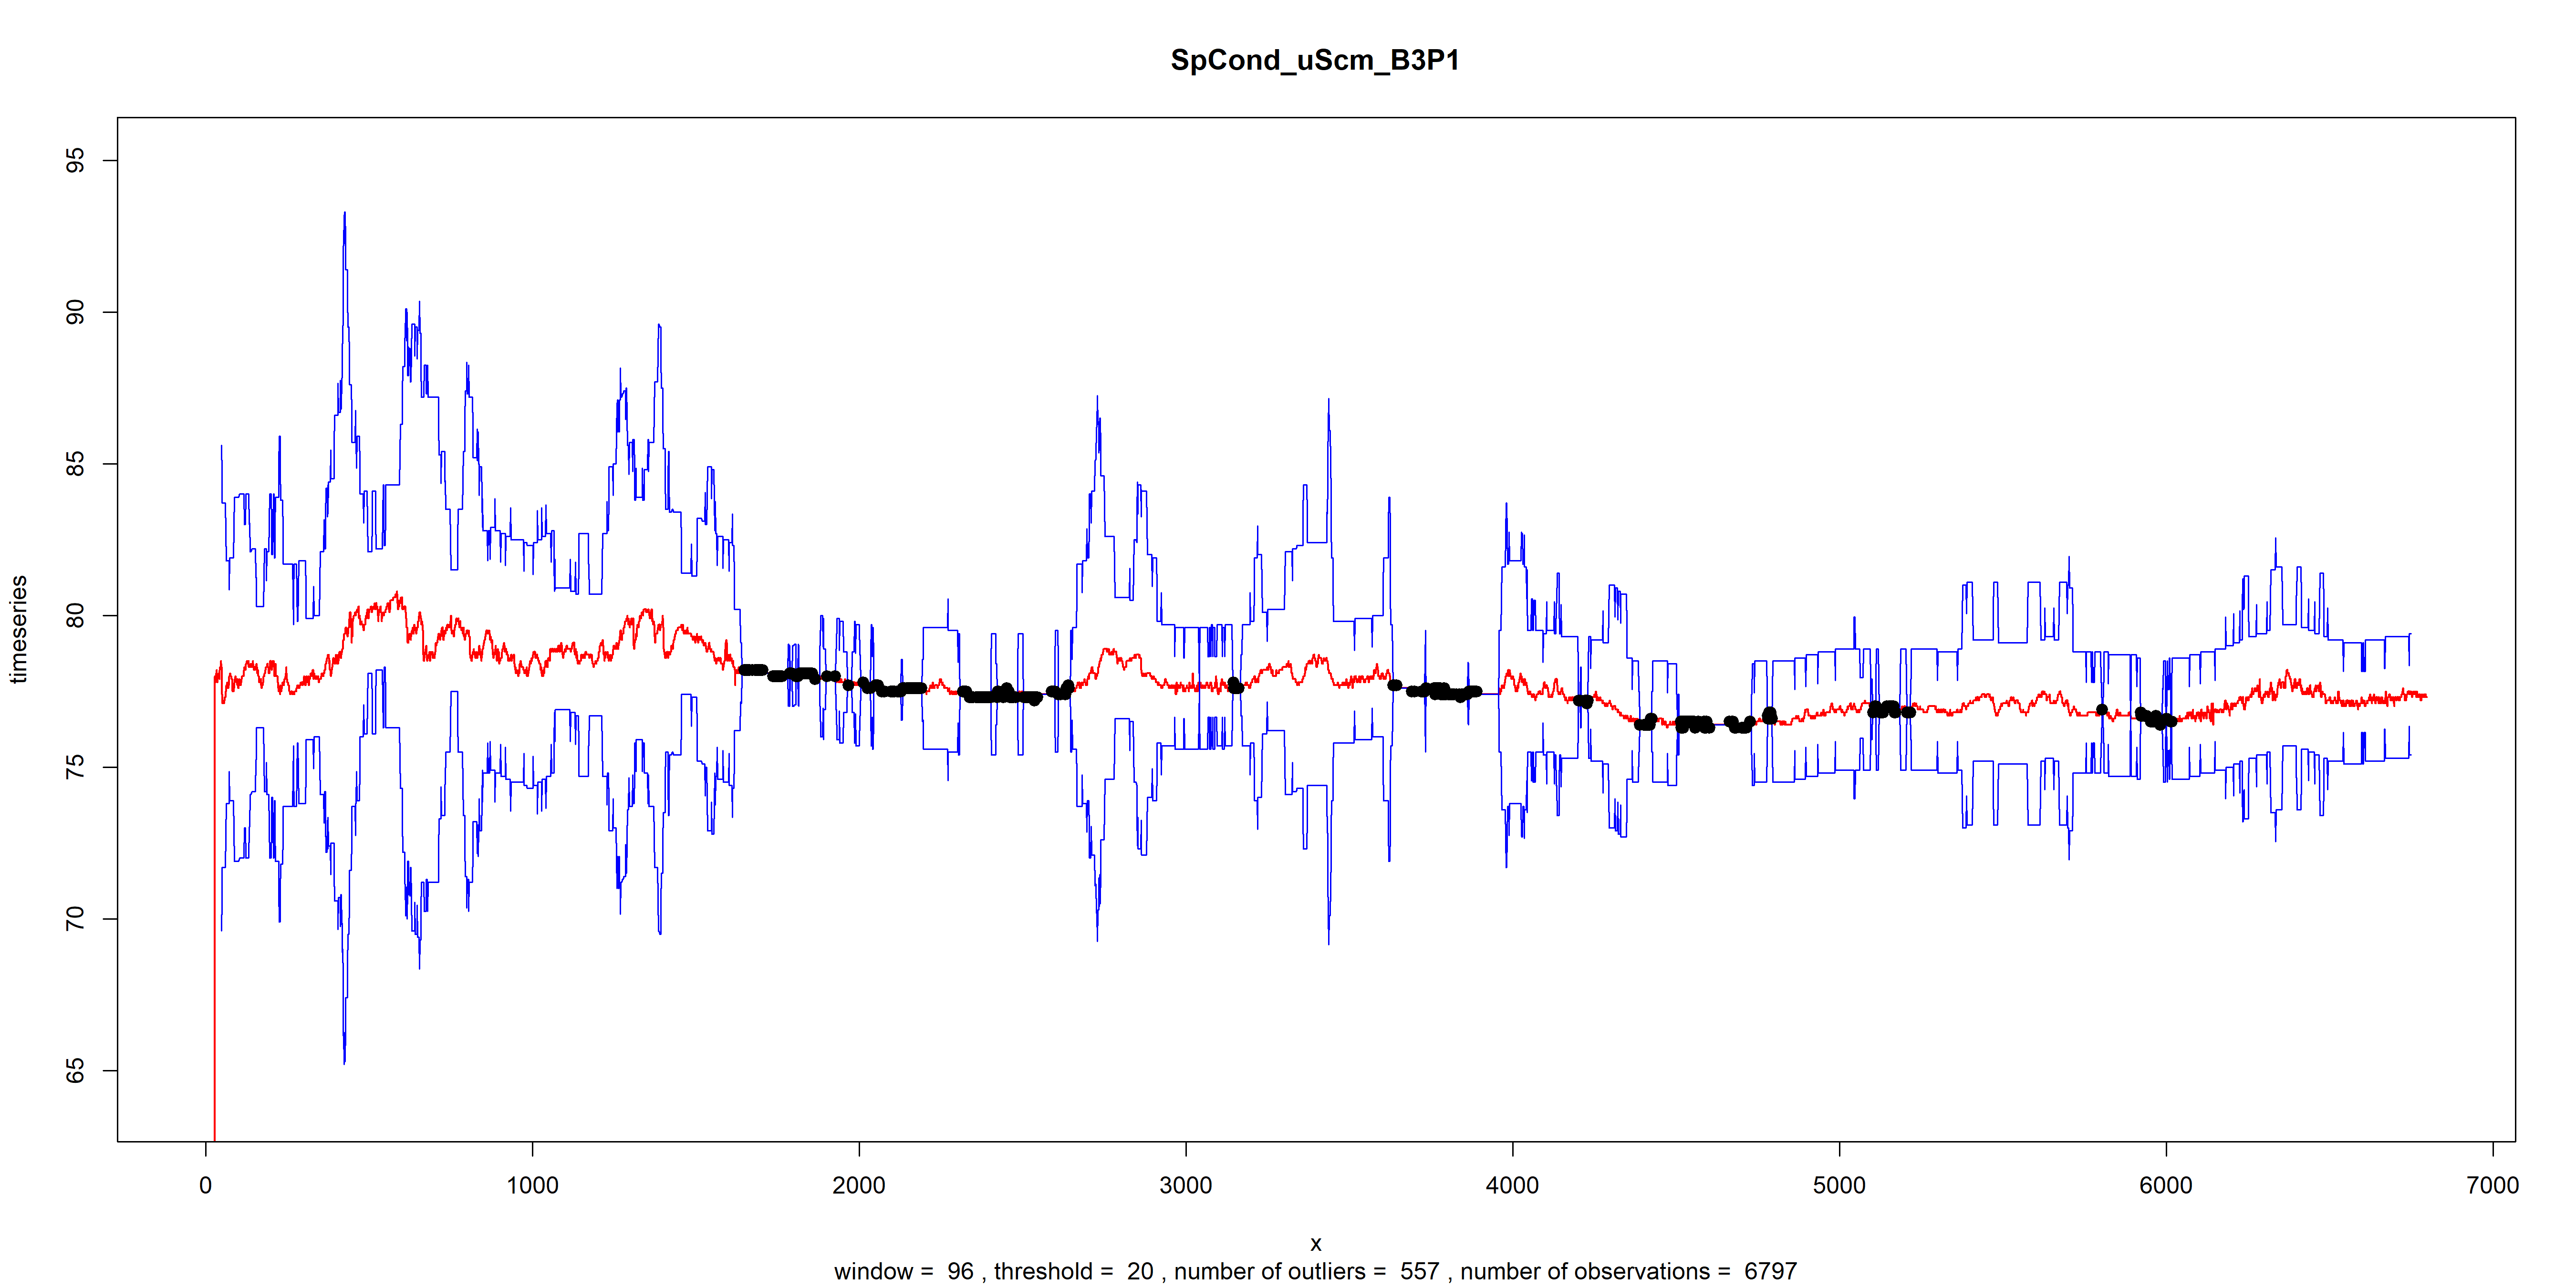 SpCond_uScm_B3P1
timeseries
95
90
85
80
75
70
65
0 1000 2000 3000 4000 5000 6000 7000
x
window = 96 , threshold = 20 , number of outliers = 557 , number of observations = 6797